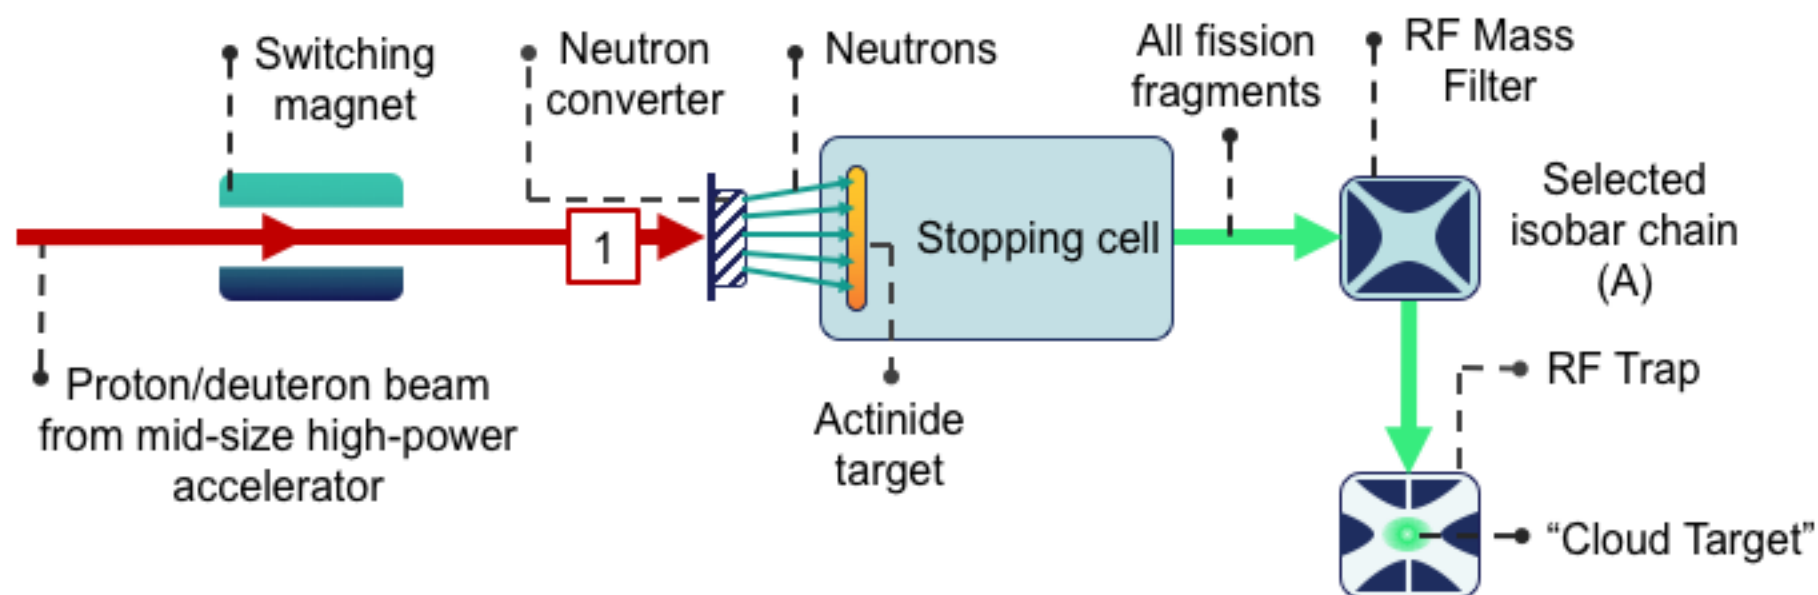 Switching
magnet
Neutron
converter
Neutrons
All fission
fragments
RF Mass
Filter
1
Stopping cell
Selected
isobar chain
(A)
Proton/deuteron beam
from mid-size high-power
accelerator
Actinide
target
RF Trap
“Cloud Target”